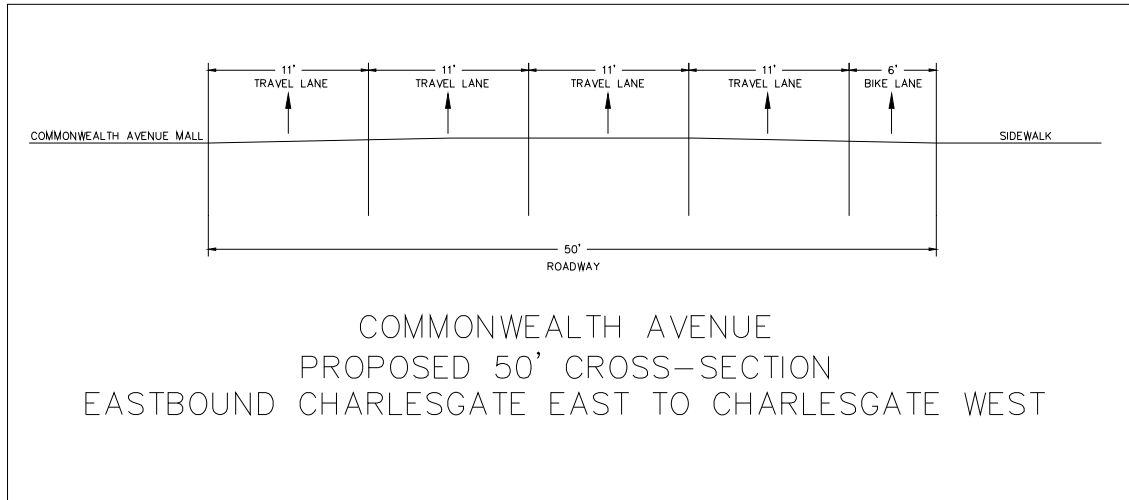 11' 11' 11' 11' 6'
TRAVEL LANE TRAVEL LANE TRAVEL LANE TRAVEL LANE BIKE LANE
COMMONWEALTH AVENUE MALL SIDEWALK
50'
ROADWAY
COMMONWEALTH AVENUE
PROPOSED 50' CROSS-SECTION
EASTBOUND CHARLESGATE EAST TO CHARLESGATE WEST